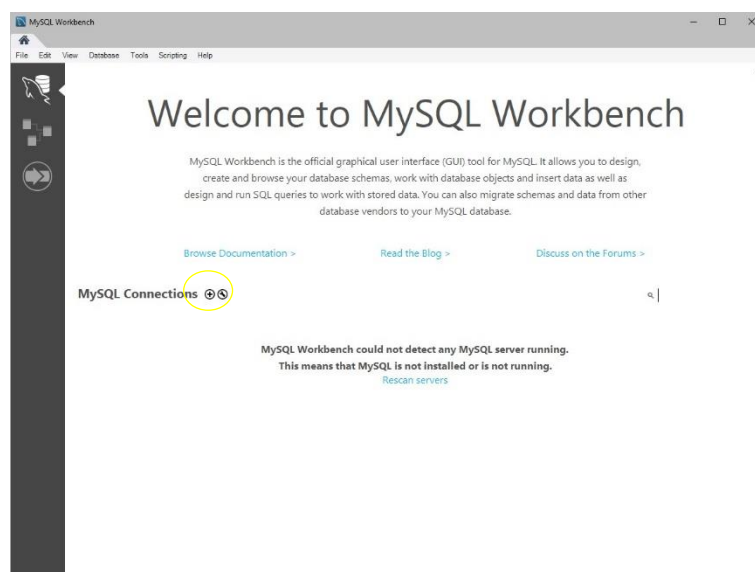 MySQL Workbench
File Edit View Database Tools Scripting Help
Welcome to MySQL Workbench
MySQL Workbench is the official graphical user interface (GUI) tool for MySQL. It allows you to design,
create and browse your database schemas, work with database objects and insert data as well as
design and run SQL queries to work with stored data. You can also migrate schemas and data from other
database vendors to your MySQL database.
Browse Documentation > Read the Blog > Discuss on the Forums >
MySQL Connections
MySQL Workbench could not detect any MySQL server running.
This means that MySQL is not installed or is not running.
Rescan servers